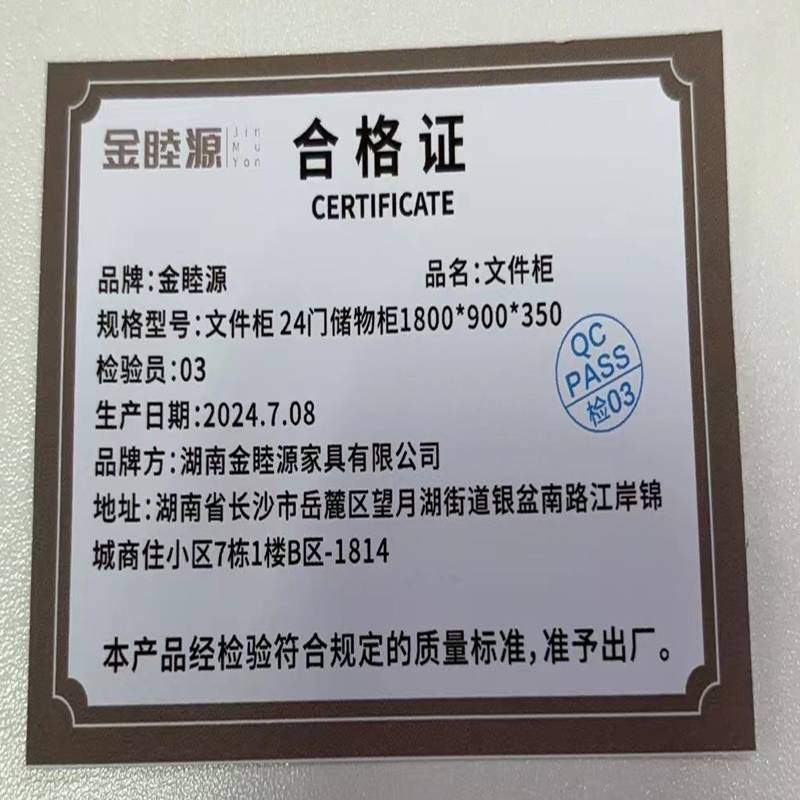 金睦源
Jin
Mu
Yon
合格证
CERTIFICATE
品牌:金睦源 品名:文件柜
规格型号:文件柜 24门储物柜1800*900*350
检验员:03
生产日期:2024.7.08
品牌方:湖南金睦源家具有限公司
地址:湖南省长沙市岳麓区望月湖街道银盆南路江岸锦
城商住小区7栋1楼B区-1814
QC
PASS
检03
本产品经检验符合规定的质量标准,准予出厂。